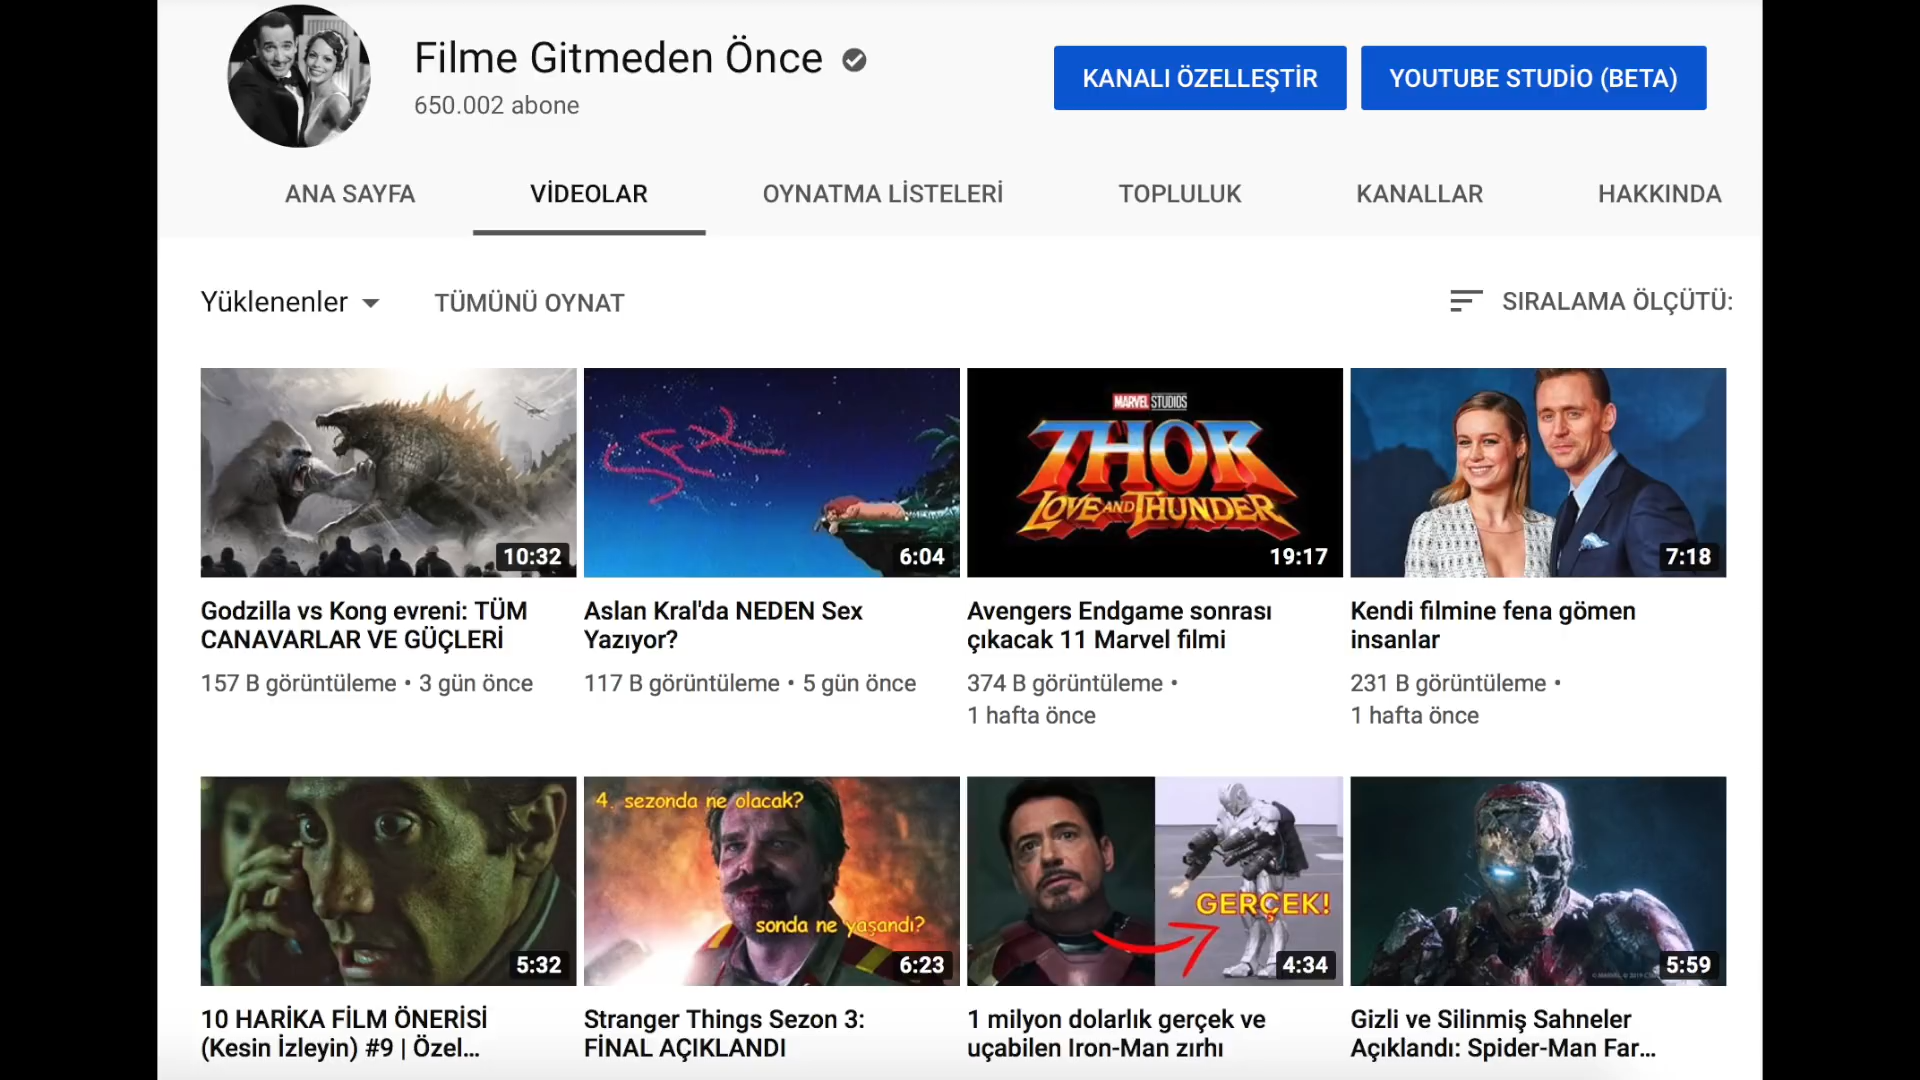 Filme Gitmeden Önce
650.002 abone
KANALI ÖZELLEŞTİR
YOUTUBE STUDİO (BETA)
ANA SAYFA
VİDEOLAR
OYNATMA LİSTELERİ
TOPLULUK
KANALLAR
HAKKINDA
Yüklenenler
TÜMÜNÜ OYNAT
SIRALAMA ÖLÇÜTÜ:
10:32
Sex
6:04
MARVEL STUDIOS
THOR
LOVE AND THUNDER
19:17
7:18
Godzilla vs Kong evreni: TÜM
CANAVARLAR VE GÜÇLERİ
157 B görüntüleme • 3 gün önce
Aslan Kral'da NEDEN Sex
Yazıyor?
117 B görüntüleme • 5 gün önce
Avengers Endgame sonrası
çıkacak 11 Marvel filmi
374 B görüntüleme •
1 hafta önce
Kendi filmine fena gömen
insanlar
231 B görüntüleme •
1 hafta önce
5:32
4. sezonda ne olacak?
sonda ne yaşandı?
6:23
GERÇEK!
4:34
5:59
10 HARİKA FİLM ÖNERİSİ
(Kesin İzleyin) #9 | Özel...
Stranger Things Sezon 3:
FİNAL AÇIKLANDI
1 milyon dolarlık gerçek ve
uçabilen Iron-Man zırhı
Gizli ve Silinmiş Sahneler
Açıklandı: Spider-Man Far...